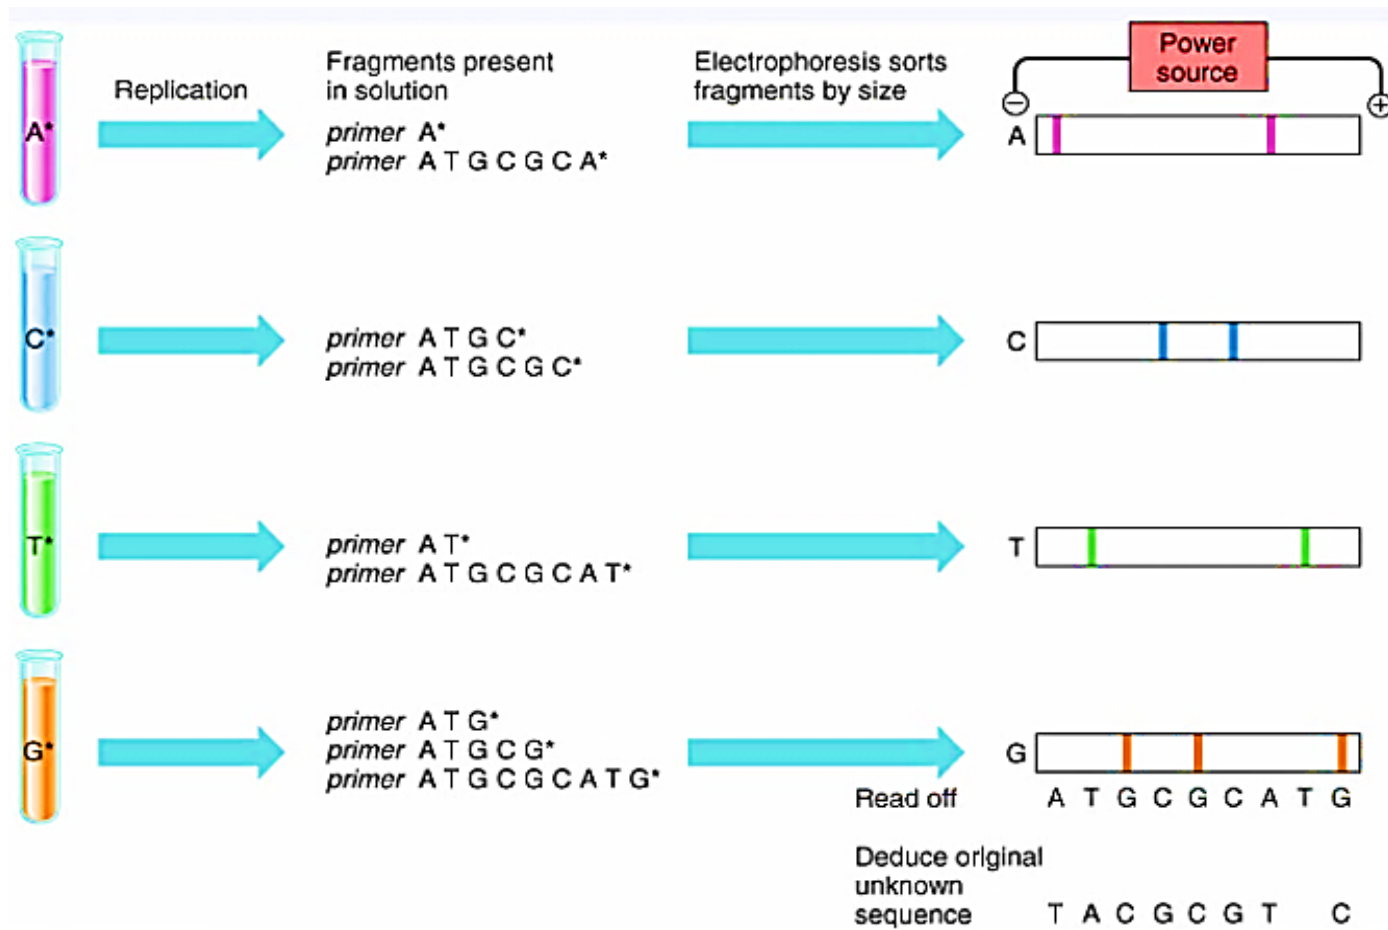 Replication
Fragments present
in solution
Electrophoresis sorts
fragments by size
Power
source
−
+
A*
primer A*
primer A T G C G C A*
A
C*
primer A T G C*
primer A T G C G C*
C
T*
primer A T*
primer A T G C G C A T*
T
G*
primer A T G*
primer A T G C G*
primer A T G C G C A T G*
G
Read off
A T G C G C A T G
Deduce original
unknown
sequence
T A C G C G T C